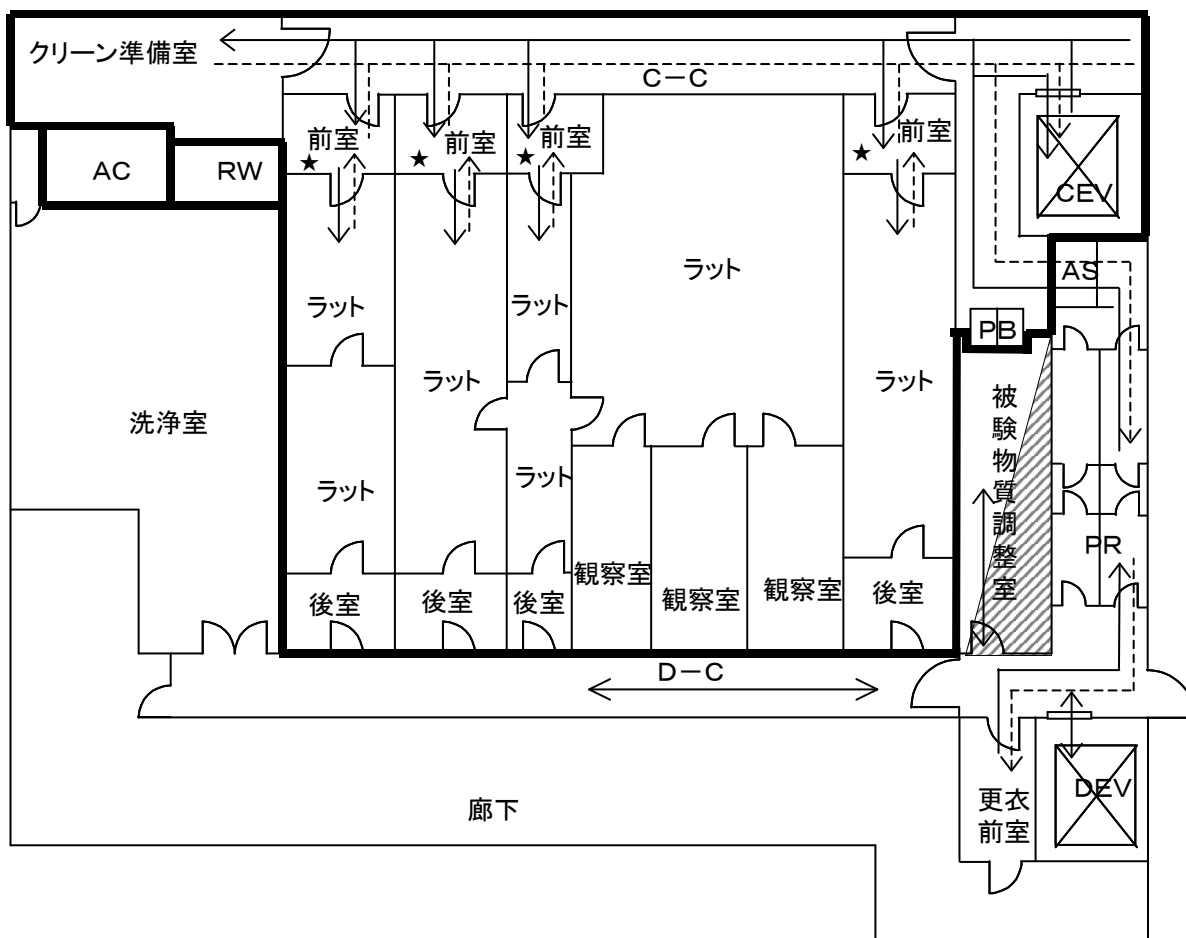 クリーン準備室
C－C
前室
前室
前室
前室
★
★
★
★
AC
RW
CEV
ラット
AS
ラット
ラット
PB
ラット
ラット
洗浄室
被験物質調整室
ラット
ラット
PR
観察室
観察室
観察室
後室
後室
後室
後室
D－C
更衣
前室
DEV
廊下